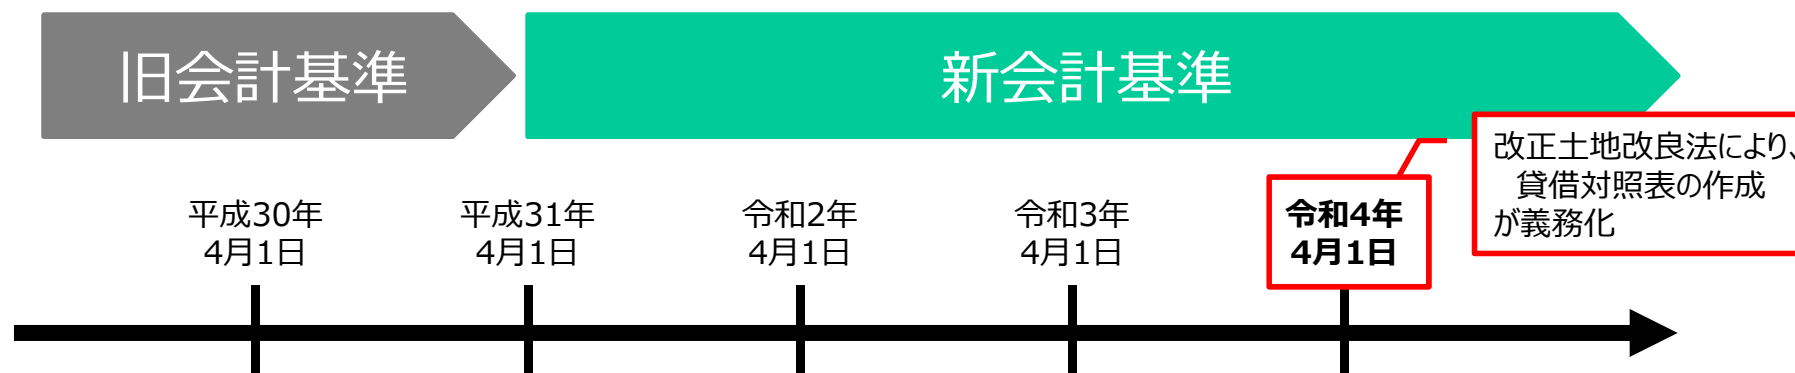 旧会計基準
新会計基準
改正土地改良法により、
貸借対照表の作成
が義務化
平成30年
4月1日
平成31年
4月1日
令和2年
4月1日
令和3年
4月1日
令和4年
4月1日